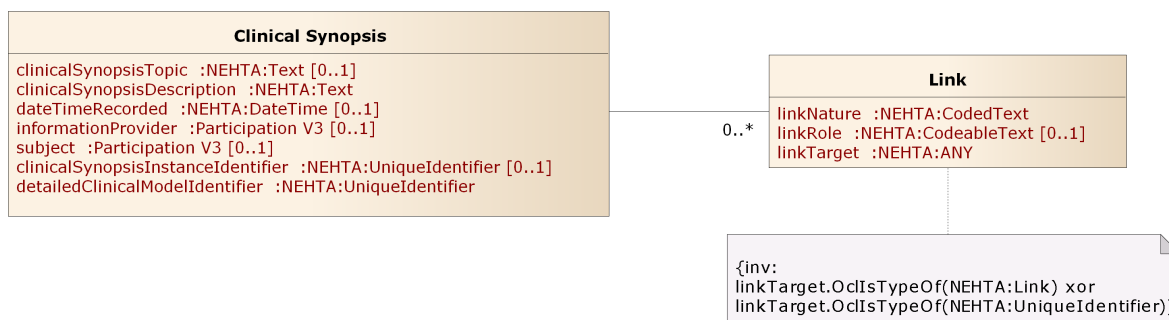 Clinical Synopsis
clinicalSynopsisTopic :NEHTA:Text [0..1]
clinicalSynopsisDescription :NEHTA:Text
dateTimeRecorded :NEHTA:DateTime [0..1]
informationProvider :Participation V3 [0..1]
subject :Participation V3 [0..1]
clinicalSynopsisInstanceIdentifier :NEHTA:UniqueIdentifier [0..1]
detailedClinicalModelIdentifier :NEHTA:UniqueIdentifier
0..*
Link
linkNature :NEHTA:CodedText
linkRole :NEHTA:CodeableText [0..1]
linkTarget :NEHTA:ANY
{inv:
linkTarget.OclIsTypeOf(NEHTA:Link) xor
linkTarget.OclIsTypeOf(NEHTA:UniqueIdentifier)}